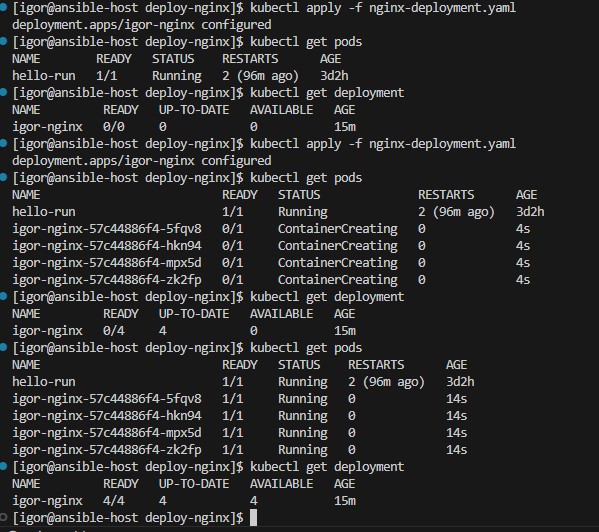 [igor@ansible-host deploy-nginx]$ kubectl apply -f nginx-deployment.yaml
deployment.apps/igor-nginx configured
[igor@ansible-host deploy-nginx]$ kubectl get pods
NAME READY STATUS RESTARTS AGE
hello-run 1/1 Running 2 (96m ago) 3d2h
[igor@ansible-host deploy-nginx]$ kubectl get deployment
NAME READY UP-TO-DATE AVAILABLE AGE
igor-nginx 0/0 0 0 15m
[igor@ansible-host deploy-nginx]$ kubectl apply -f nginx-deployment.yaml
deployment.apps/igor-nginx configured
[igor@ansible-host deploy-nginx]$ kubectl get pods
NAME READY STATUS RESTARTS AGE
hello-run 1/1 Running 2 (96m ago) 3d2h
igor-nginx-57c44886f4-5fqv8 0/1 ContainerCreating 0 4s
igor-nginx-57c44886f4-hkn94 0/1 ContainerCreating 0 4s
igor-nginx-57c44886f4-mpx5d 0/1 ContainerCreating 0 4s
igor-nginx-57c44886f4-zk2fp 0/1 ContainerCreating 0 4s
[igor@ansible-host deploy-nginx]$ kubectl get deployment
NAME READY UP-TO-DATE AVAILABLE AGE
igor-nginx 0/4 4 0 15m
[igor@ansible-host deploy-nginx]$ kubectl get pods
NAME READY STATUS RESTARTS AGE
hello-run 1/1 Running 2 (96m ago) 3d2h
igor-nginx-57c44886f4-5fqv8 1/1 Running 0 14s
igor-nginx-57c44886f4-hkn94 1/1 Running 0 14s
igor-nginx-57c44886f4-mpx5d 1/1 Running 0 14s
igor-nginx-57c44886f4-zk2fp 1/1 Running 0 14s
[igor@ansible-host deploy-nginx]$ kubectl get deployment
NAME READY UP-TO-DATE AVAILABLE AGE
igor-nginx 4/4 4 4 15m
[igor@ansible-host deploy-nginx]$